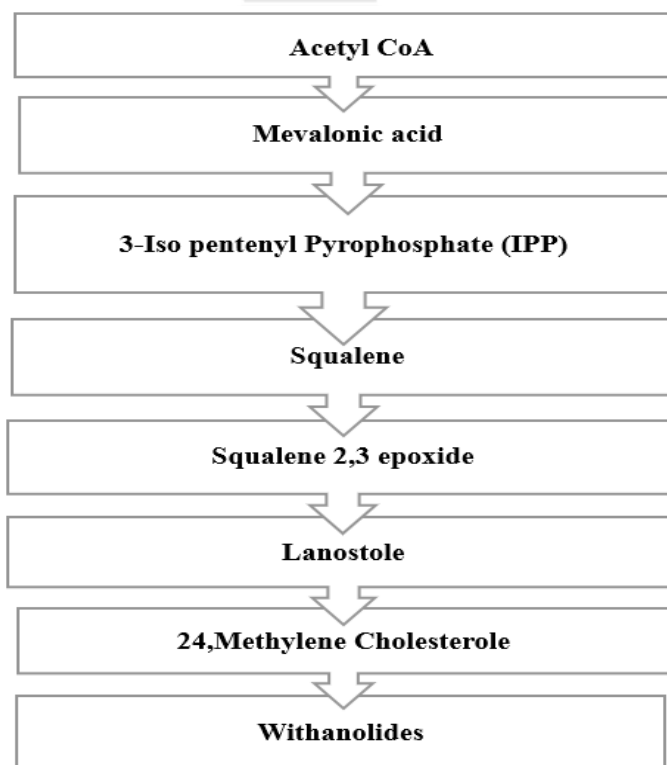 Acetyl CoA
Mevalonic acid
3-Iso pentenyl Pyrophosphate (IPP)
Squalene
Squalene 2,3 epoxide
Lanostole
24,Methylene Cholesterole
Withanolides